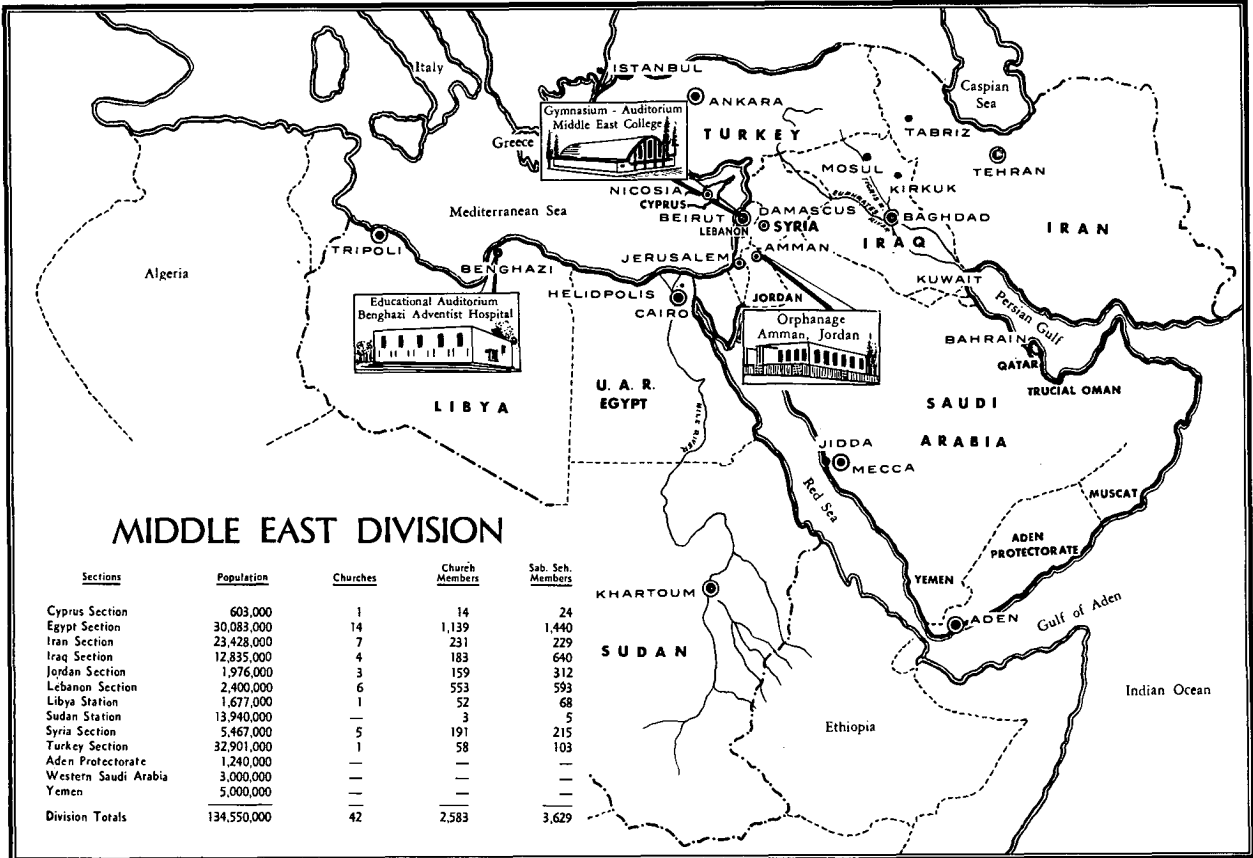 Italy
ISTANBUL
Caspian
Sea
ANKARA
Gymnasium - Auditorium
Middle East College
TURKEY
TABRIZ
Greece
MOSUL
TEHRAN
TIGRIS R.
KIRKUK
NICOSIA
CYPRUS
EUPHRATES
RIVER
Mediterranean Sea
BEIRUT
DAMASCUS
BAGHDAD
LEBANON
SYRIA
IRAN
TRIPOLI
IRAQ
AMMAN
JERUSALEM
BENGHAZI
Algeria
KUWAIT
HELIOPOLIS
JORDAN
Persian Gulf
CAIRO
Educational Auditorium
Benghazi Adventist Hospital
Orphanage
Amman, Jordan
BAHRAIN
QATAR
U. A. R.
EGYPT
TRUCIAL OMAN
LIBYA
SAUDI
ARABIA
NILE RIVER
JIDDA
MECCA
Red Sea
MUSCAT
MIDDLE EAST DIVISION
ADEN
PROTECTORATE
YEMEN
KHARTOUM
ADEN
Gulf of Aden
SUDAN
Indian Ocean
Ethiopia
Sections Population Churches Church Members Sab. Sch. Members
Cyprus Section 603,000 1 14 24
Egypt Section 30,083,000 14 1,139 1,440
Iran Section 23,428,000 7 231 229
Iraq Section 12,835,000 4 183 640
Jordan Section 1,976,000 3 159 312
Lebanon Section 2,400,000 6 553 593
Libya Station 1,677,000 1 52 68
Sudan Station 13,940,000 — 3 5
Syria Section 5,467,000 5 191 215
Turkey Section 32,901,000 1 58 103
Aden Protectorate 1,240,000 — — —
Western Saudi Arabia 3,000,000 — — —
Yemen 5,000,000 — — —
Division Totals 134,550,000 42 2,583 3,629